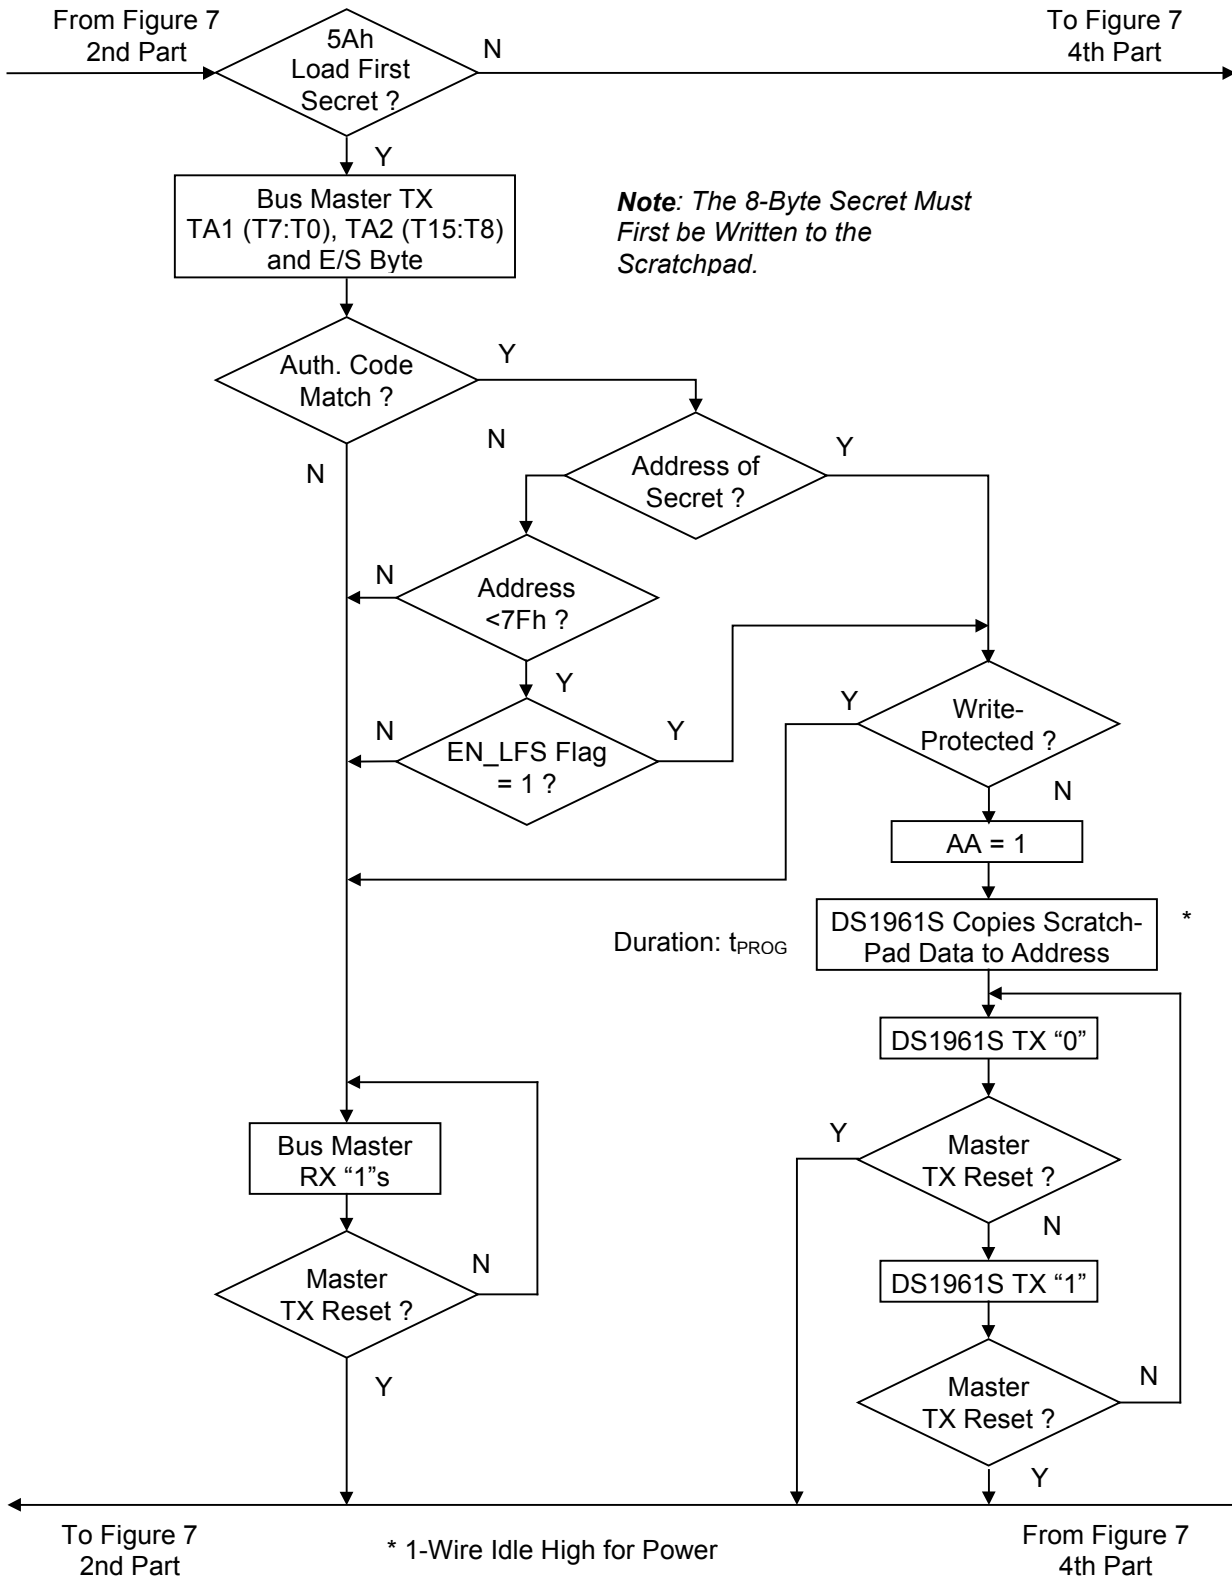 From Figure 7
2nd Part
5Ah
Load First
Secret ?
N
To Figure 7
4th Part
Y
Bus Master TX
TA1 (T7:T0), TA2 (T15:T8)
and E/S Byte
Note: The 8-Byte Secret Must
First be Written to the
Scratchpad.
Auth. Code
Match ?
Y
N
N
Address of
Secret ?
Y
N
Address
<7Fh ?
Y
N
EN_LFS Flag
= 1 ?
Y
Y
Write-
Protected ?
N
AA = 1
Duration: tPROG
DS1961S Copies Scratch-
Pad Data to Address
*
DS1961S TX “0”
Y
Master
TX Reset ?
N
Bus Master
RX “1”s
DS1961S TX “1”
Master
TX Reset ?
N
Y
Master
TX Reset ?
N
Y
To Figure 7
2nd Part
* 1-Wire Idle High for Power
From Figure 7
4th Part